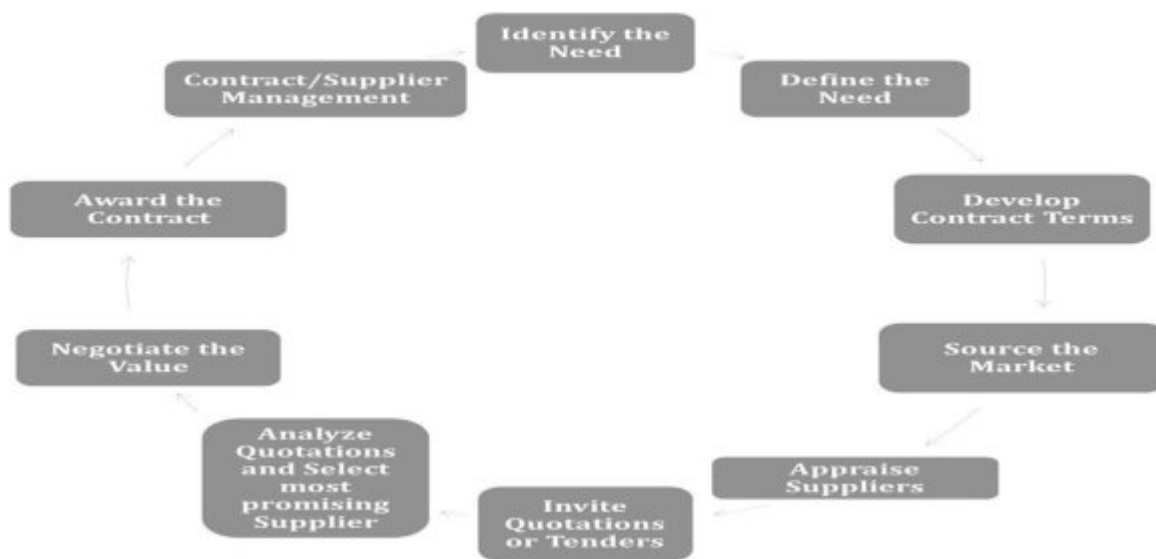 Identify the
Need
Define the
Need
Develop
Contract Terms
Source the
Market
Appraise
Suppliers
Invite
Quotations
or Tenders
Analyze
Quotations
and Select
most
promising
Supplier
Negotiate the
Value
Award the
Contract
Contract/Supplier
Management